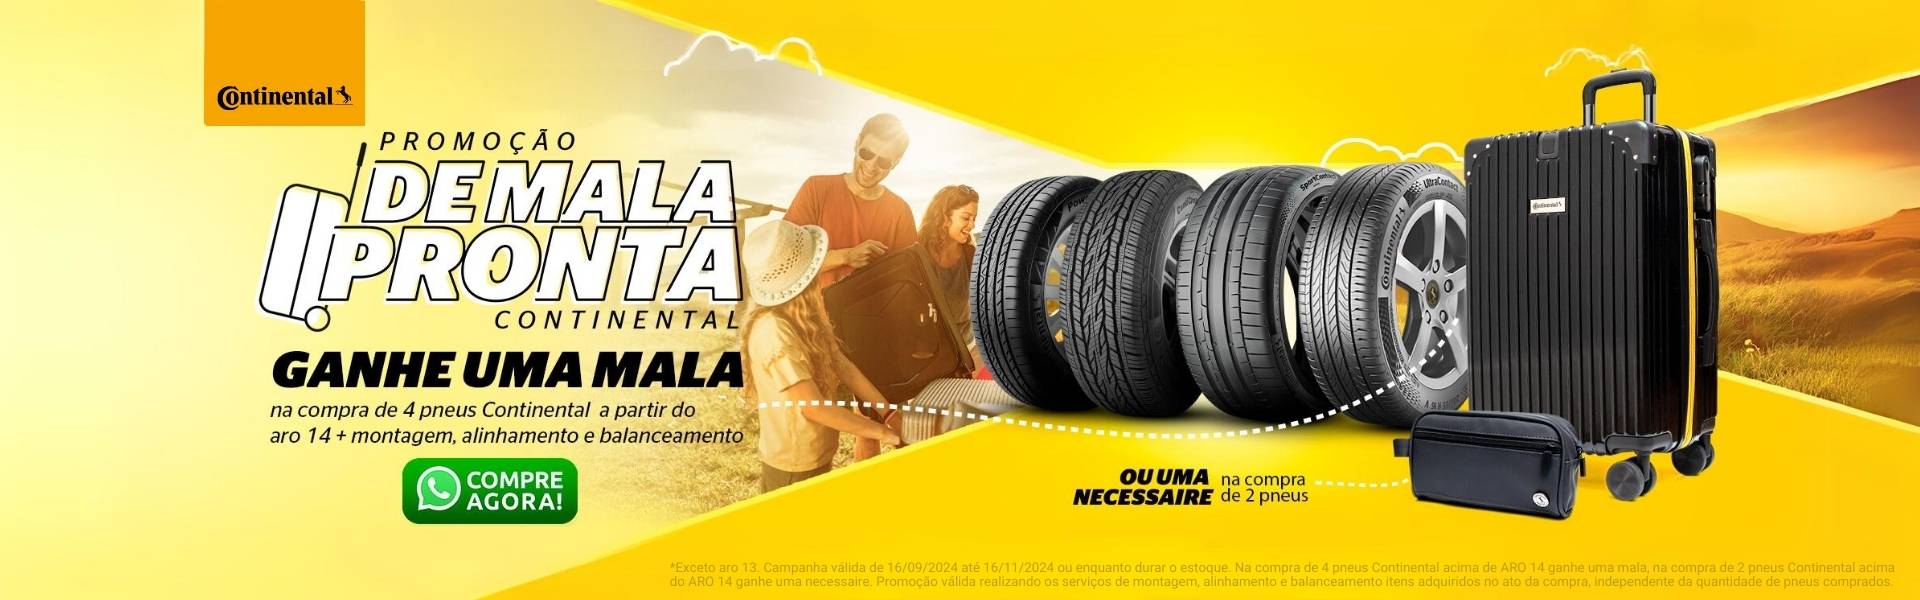 Continental
PROMOÇÃO
DE MALA
PRONTA
CONTINENTAL
GANHE UMA MALA
na compra de 4 pneus Continental a partir do
aro 14 + montagem, alinhamento e balanceamento
COMPRE
AGORA!
SportContact
UltraContact
Continental
Continental
OU UMA
NECESSAIRE
na compra
de 2 pneus
*Exceto aro 13. Campanha válida de 16/09/2024 até 16/11/2024 ou enquanto durar o estoque. Na compra de 4 pneus Continental acima de ARO 14 ganhe uma mala, na compra de 2 pneus Continental acima
do ARO 14 ganhe uma necessaire. Promoção válida realizando os serviços de montagem, alinhamento e balanceamento itens adquiridos no ato da compra, independente da quantidade de pneus comprados.